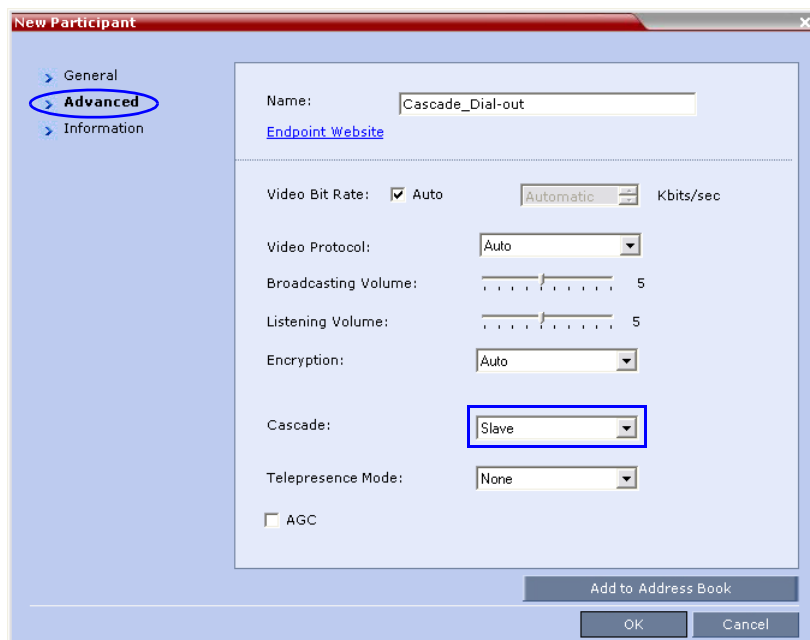 New Participant
General
Advanced
Information
Name: Cascade_Dial-out
Endpoint Website
Video Bit Rate: Auto Automatic Kbits/sec
Video Protocol: Auto
Broadcasting Volume: 5
Listening Volume: 5
Encryption: Auto
Cascade: Slave
Telepresence Mode: None
AGC
Add to Address Book
OK Cancel